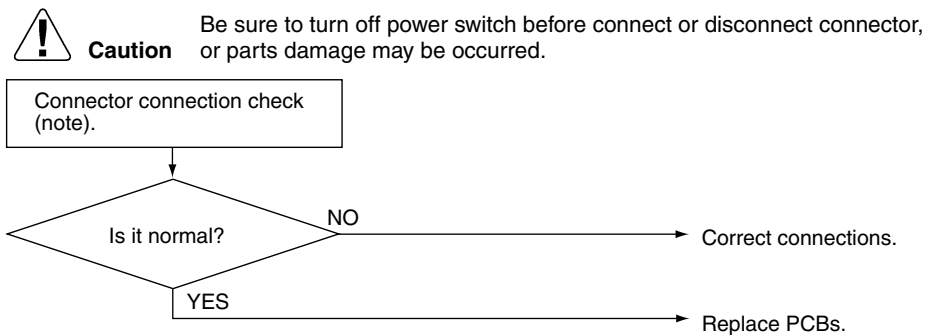 Be sure to turn off power switch before connect or disconnect connector,
Caution or parts damage may be occurred.
Connector connection check
(note).
Is it normal?
NO
Correct connections.
YES
Replace PCBs.